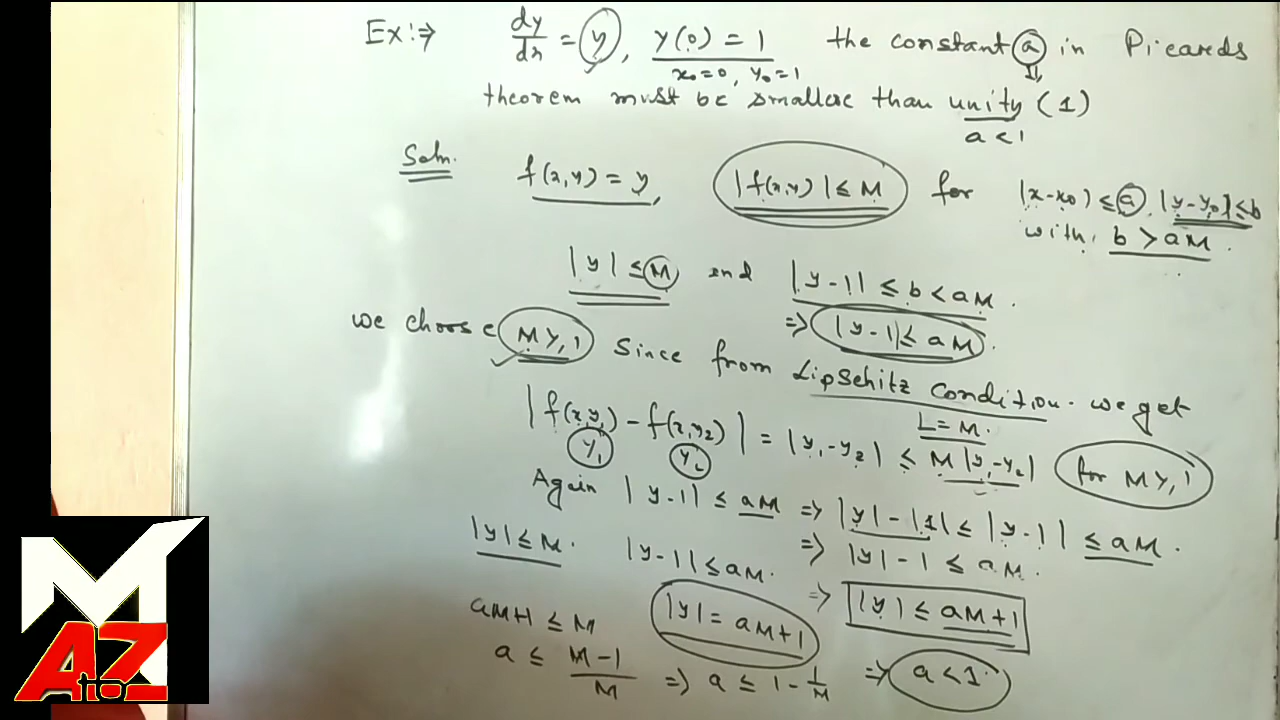 Ex:⇒ dy/dx = y, y(0) = 1 the constant a in Picards
x₀=0, y₀=1
theorem must be smaller than unity (1)
a < 1
Soln.
f(x,y) = y, |f(x,y)| ≤ M for |x-x₀| ≤ a, |y-y₀| ≤ b
with, b > aM.
|y| ≤ M and |y-1| ≤ b < aM.
⇒ |y-1| ≤ aM.
we choose M ≥ 1 Since from Lipschitz Condition. we get
L = M.
|f(x,y₁) - f(x,y₂)| = |y₁-y₂| ≤ M|y₁-y₂| for M ≥ 1
y₁ y₂
Again |y-1| ≤ aM ⇒ |y| - |1| ≤ |y-1| ≤ aM.
|y| ≤ M. |y-1| ≤ aM. ⇒ |y| - 1 ≤ aM.
⇒ |y| ≤ aM+1
aM+1 ≤ M |y| = aM+1
a ≤ M-1/M ⇒ a ≤ 1 - 1/M ⇒ a < 1.
M
A to Z